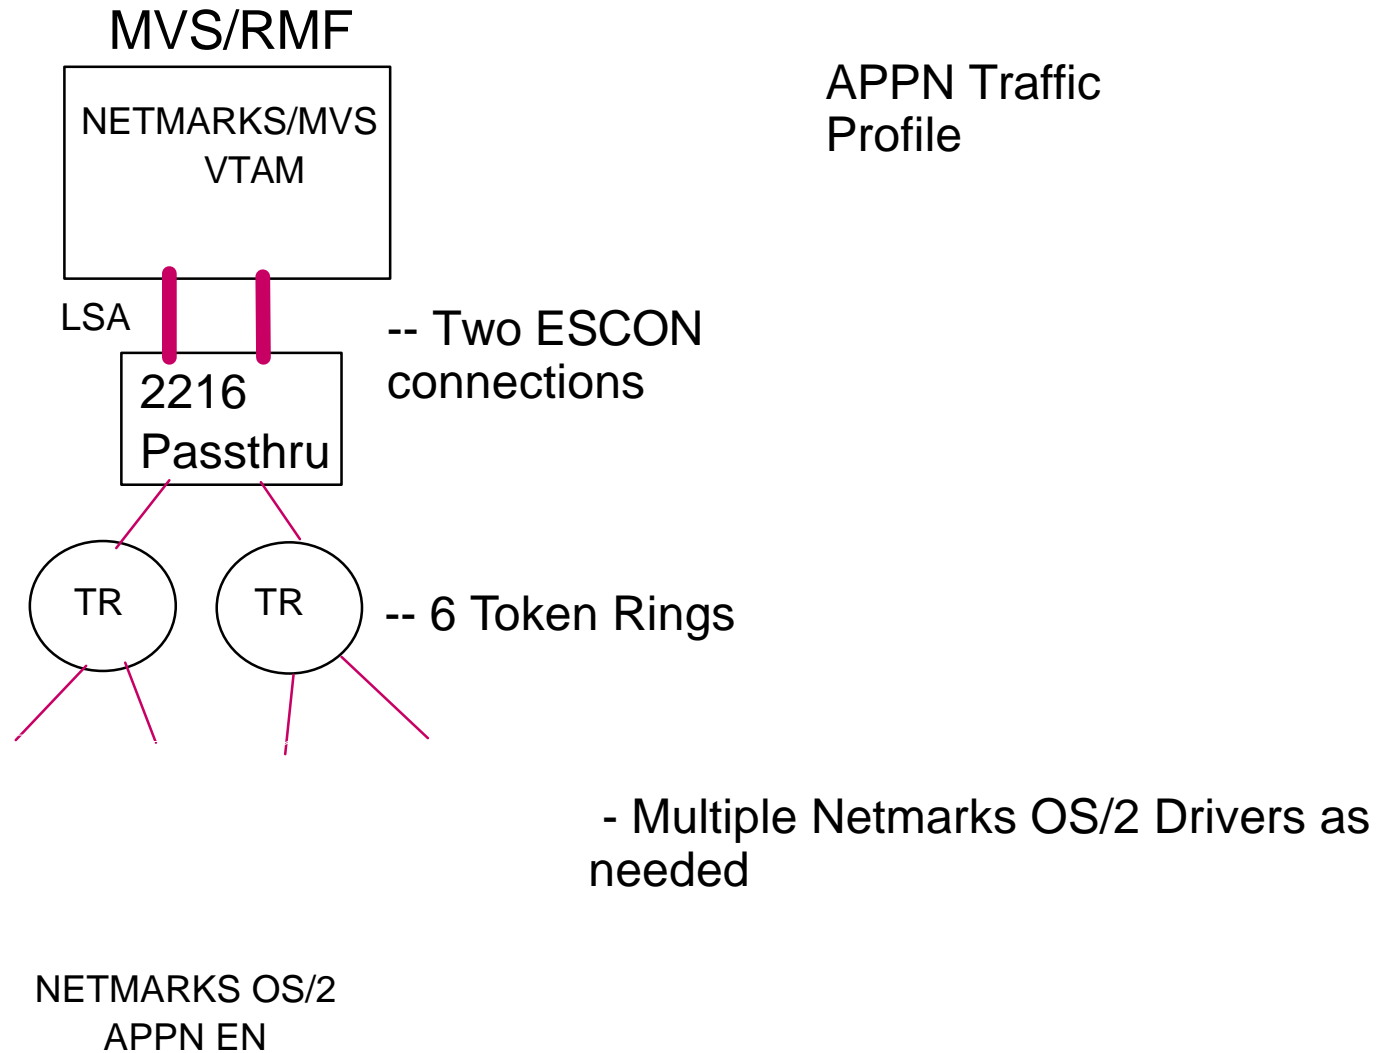 MVS/RMF
APPN Traffic
Profile
NETMARKS/MVS
VTAM
LSA
-- Two ESCON
connections
2216
Passthru
TR
TR
-- 6 Token Rings
- Multiple Netmarks OS/2 Drivers as
needed
NETMARKS OS/2
APPN EN